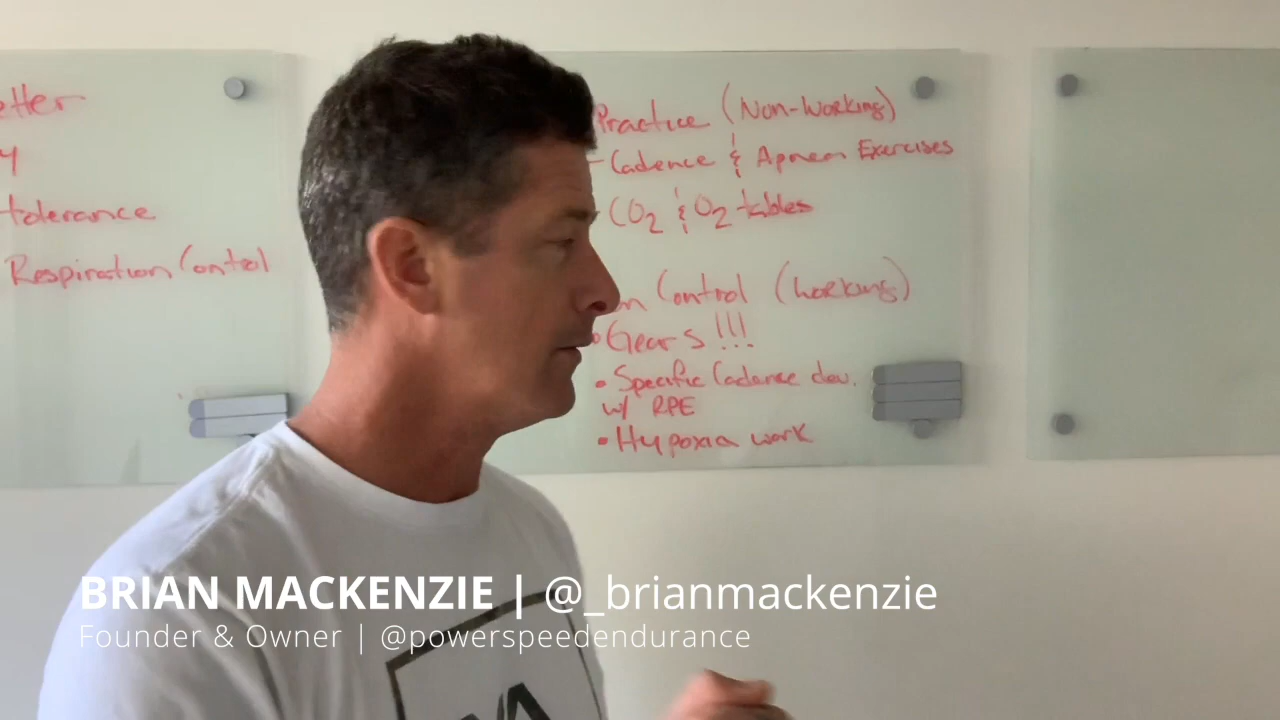 tolerance
Respiration Control
Practice (Non-Working)
- Cadence & Apnea Exercises
CO2 & O2 tables
Control (Working)
• Gears!!!
• Specific Cadence dev.
w/ RPE
• Hypoxia work
BRIAN MACKENZIE | @_brianmackenzie
Founder & Owner | @powerspeedendurance